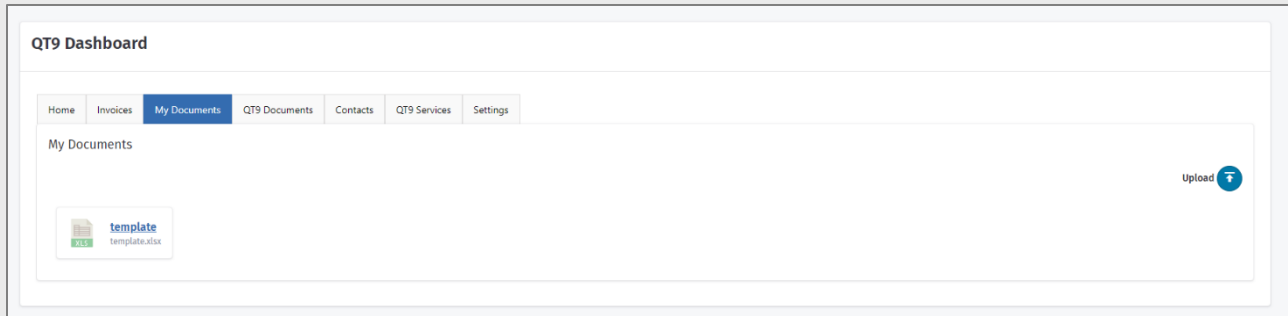 QT9 Dashboard
Home Invoices My Documents QT9 Documents Contacts QT9 Services Settings
My Documents
Upload
template
XLS template.xlsx